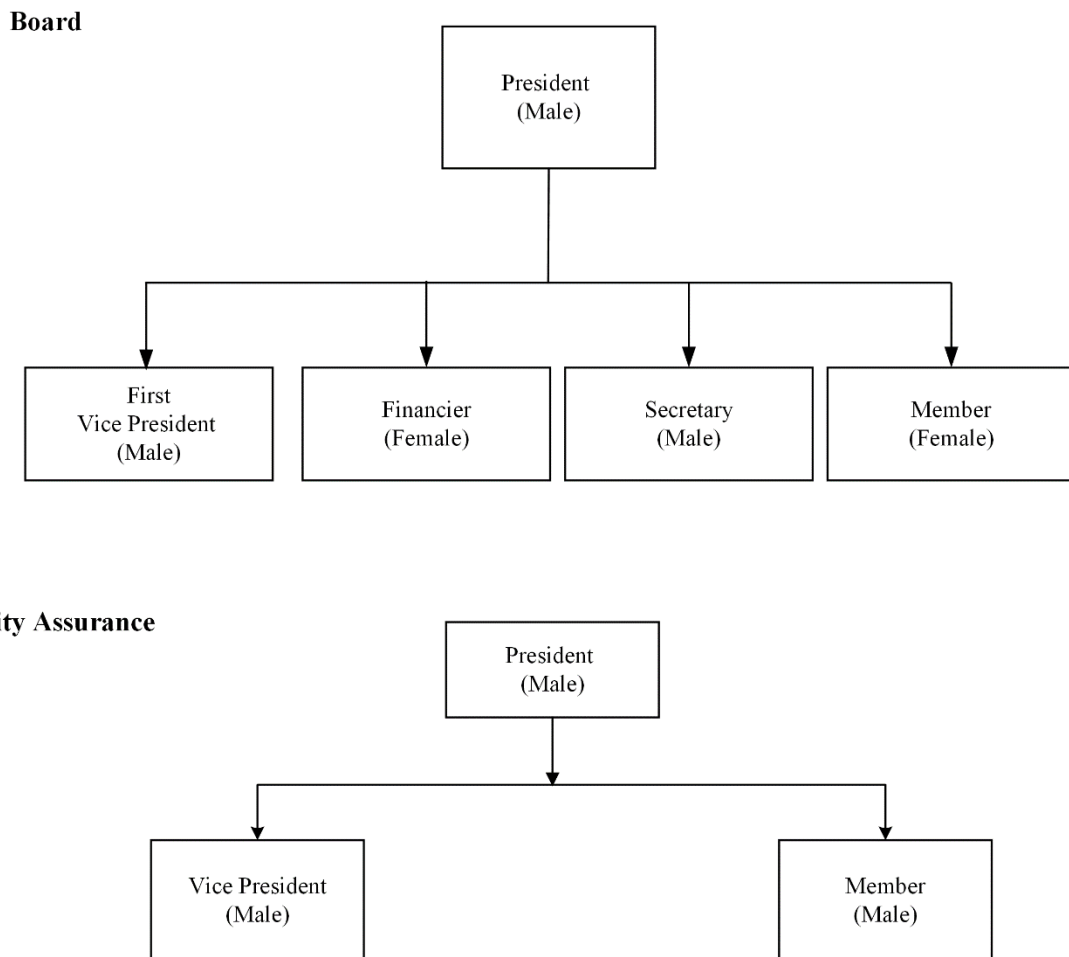 Board
President
(Male)
First
Vice President
(Male)
Financier
(Female)
Secretary
(Male)
Member
(Female)
ity Assurance
President
(Male)
Vice President
(Male)
Member
(Male)